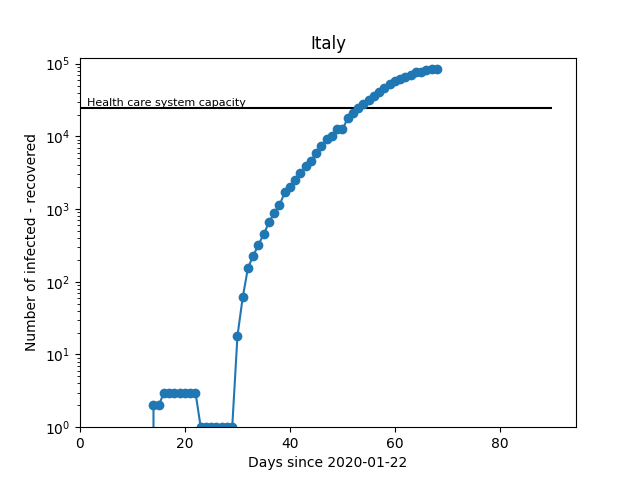 Italy
Number of infected - recovered
10^5
10^4
10^3
10^2
10^1
10^0
Health care system capacity
0 20 40 60 80
Days since 2020-01-22